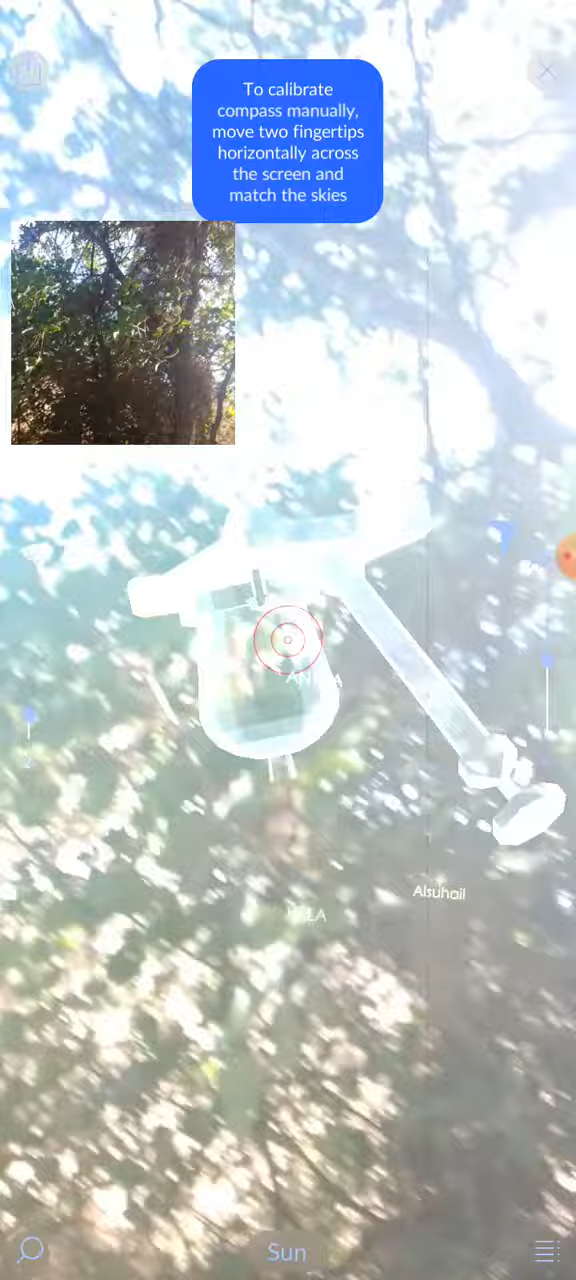 To calibrate
compass manually,
move two fingertips
horizontally across
the screen and
match the skies
Alsuhail
Sun